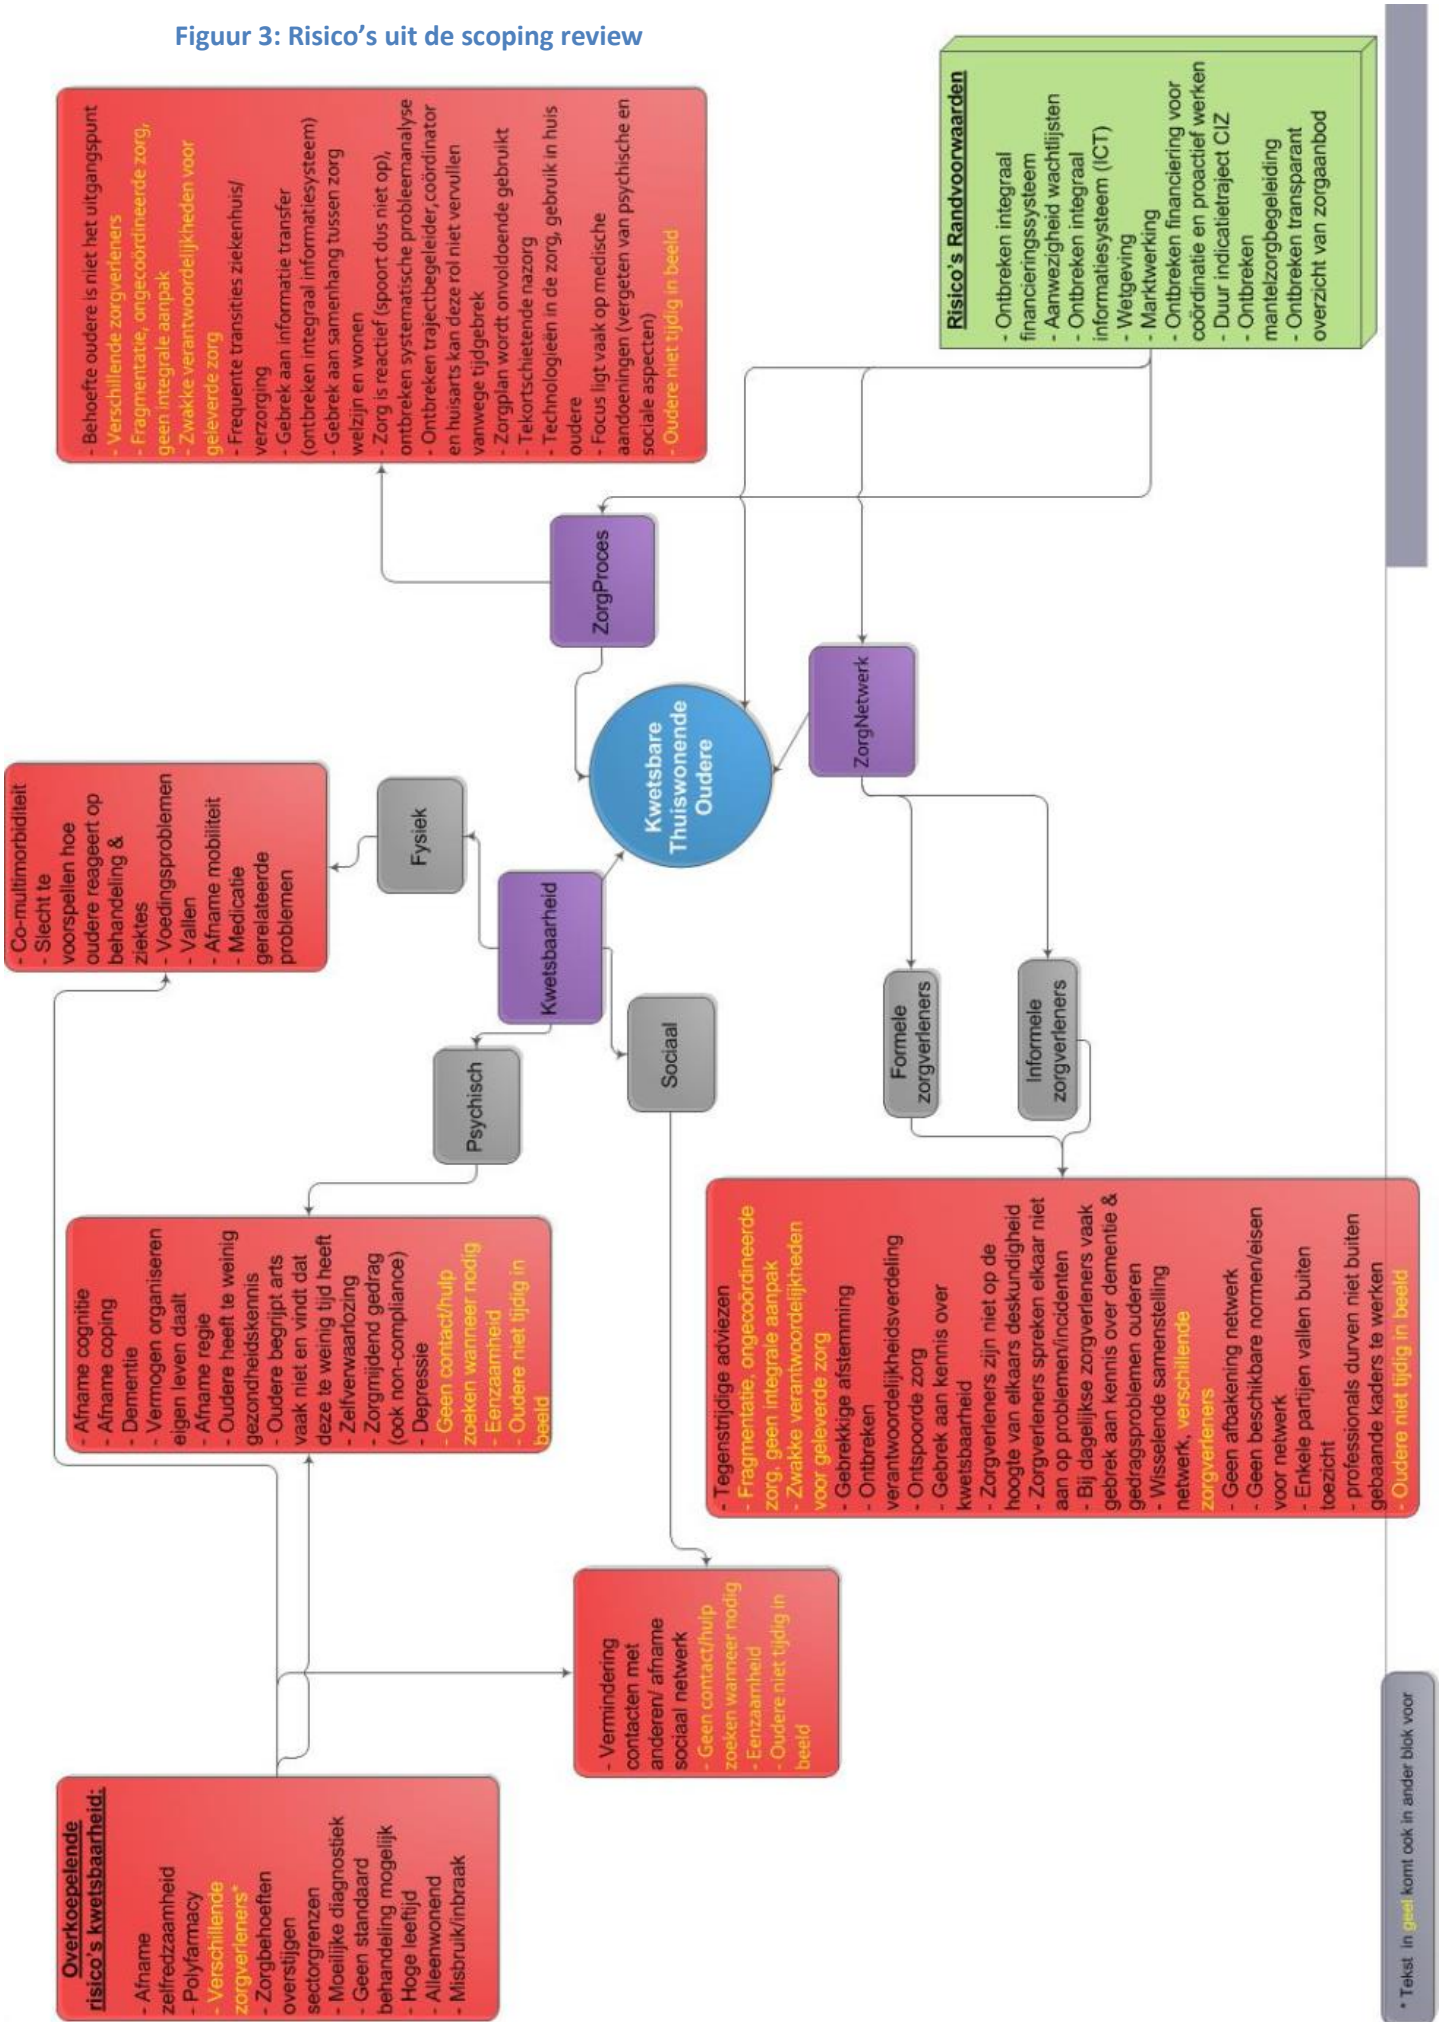 Figuur 3: Risico's uit de scoping review
Overkoepelende
risico's kwetsbaarheid:
- Afname
zelfredzaamheid
- Polyfarmacy
- Verschillende
zorgverleners*
- Zorgbehoeften
overstijgen
sectorgrenzen
- Moeilijke diagnostiek
- Geen standaard
behandeling mogelijk
- Hoge leeftijd
- Alleenwonend
- Misbruik/inbraak
- Afname cognitie
- Afname coping
- Dementie
- Vermogen organiseren
eigen leven daalt
- Afname regie
- Oudere heeft te weinig
gezondheidskennis
- Oudere begrijpt arts
vaak niet en vindt dat
deze te weinig tijd heeft
- Zelfverwaarlozing
- Zorgmijdend gedrag
(ook non-compliance)
- Depressie
- Geen contact/hulp
zoeken wanneer nodig
- Eenzaamheid
- Oudere niet tijdig in
beeld
- Co-multimorbiditeit
- Slecht te
voorspellen hoe
oudere reageert op
behandeling &
ziektes
- Voedingsproblemen
- Vallen
- Afname mobiliteit
- Medicatie
gerelateerde
problemen
- Behoefte oudere is niet het uitgangspunt
- Verschillende zorgverleners
- Fragmentatie, ongecoördineerde zorg,
geen integrale aanpak
- Zwakke verantwoordelijkheden voor
geleverde zorg
- Frequente transities ziekenhuis/
verzorging
- Gebrek aan informatie transfer
(ontbreken integraal informatiesysteem)
- Gebrek aan samenhang tussen zorg
welzijn en wonen
- Zorg is reactief (spoort dus niet op),
ontbreken systematische probleemanalyse
- Ontbreken trajectbegeleider,coördinator
en huisarts kan deze rol niet vervullen
vanwege tijdgebrek
- Zorgplan wordt onvoldoende gebruikt
- Tekortschietende nazorg
- Technologieën in de zorg, gebruik in huis
oudere
- Focus ligt vaak op medische
aandoeningen (vergeten van psychische en
sociale aspecten)
- Oudere niet tijdig in beeld
Psychisch
Fysiek
Kwetsbaarheid
Sociaal
ZorgProces
Kwetsbare
Thuiswonende
Oudere
ZorgNetwerk
Formele
zorgverleners
Informele
zorgverleners
- Vermindering
contacten met
anderen/ afname
sociaal netwerk
- Geen contact/hulp
zoeken wanneer nodig
- Eenzaamheid
- Oudere niet tijdig in
beeld
- Tegenstrijdige adviezen
- Fragmentatie, ongecoördineerde
zorg, geen integrale aanpak
- Zwakke verantwoordelijkheden
voor geleverde zorg
- Gebrekkige afstemming
- Ontbreken
verantwoordelijkheidsverdeling
- Ontspoorde zorg
- Gebrek aan kennis over
kwetsbaarheid
- Zorgverleners zijn niet op de
hoogte van elkaars deskundigheid
- Zorgverleners spreken elkaar niet
aan op problemen/incidenten
- Bij dagelijkse zorgverleners vaak
gebrek aan kennis over dementie &
gedragsproblemen ouderen
- Wisselende samenstelling
netwerk, verschillende
zorgverleners
- Geen afbakening netwerk
- Geen beschikbare normen/eisen
voor netwerk
- Enkele partijen vallen buiten
toezicht
- professionals durven niet buiten
gebaande kaders te werken
- Oudere niet tijdig in beeld
Risico's Randvoorwaarden
- Ontbreken integraal
financieringssysteem
- Aanwezigheid wachtlijsten
- Ontbreken integraal
informatiesysteem (ICT)
- Wetgeving
- Marktwerking
- Ontbreken financiering voor
coördinatie en proactief werken
- Duur indicatietraject CIZ
- Ontbreken
mantelzorgbegeleiding
- Ontbreken transparant
overzicht van zorgaanbod
* Tekst in geel komt ook in ander blok voor